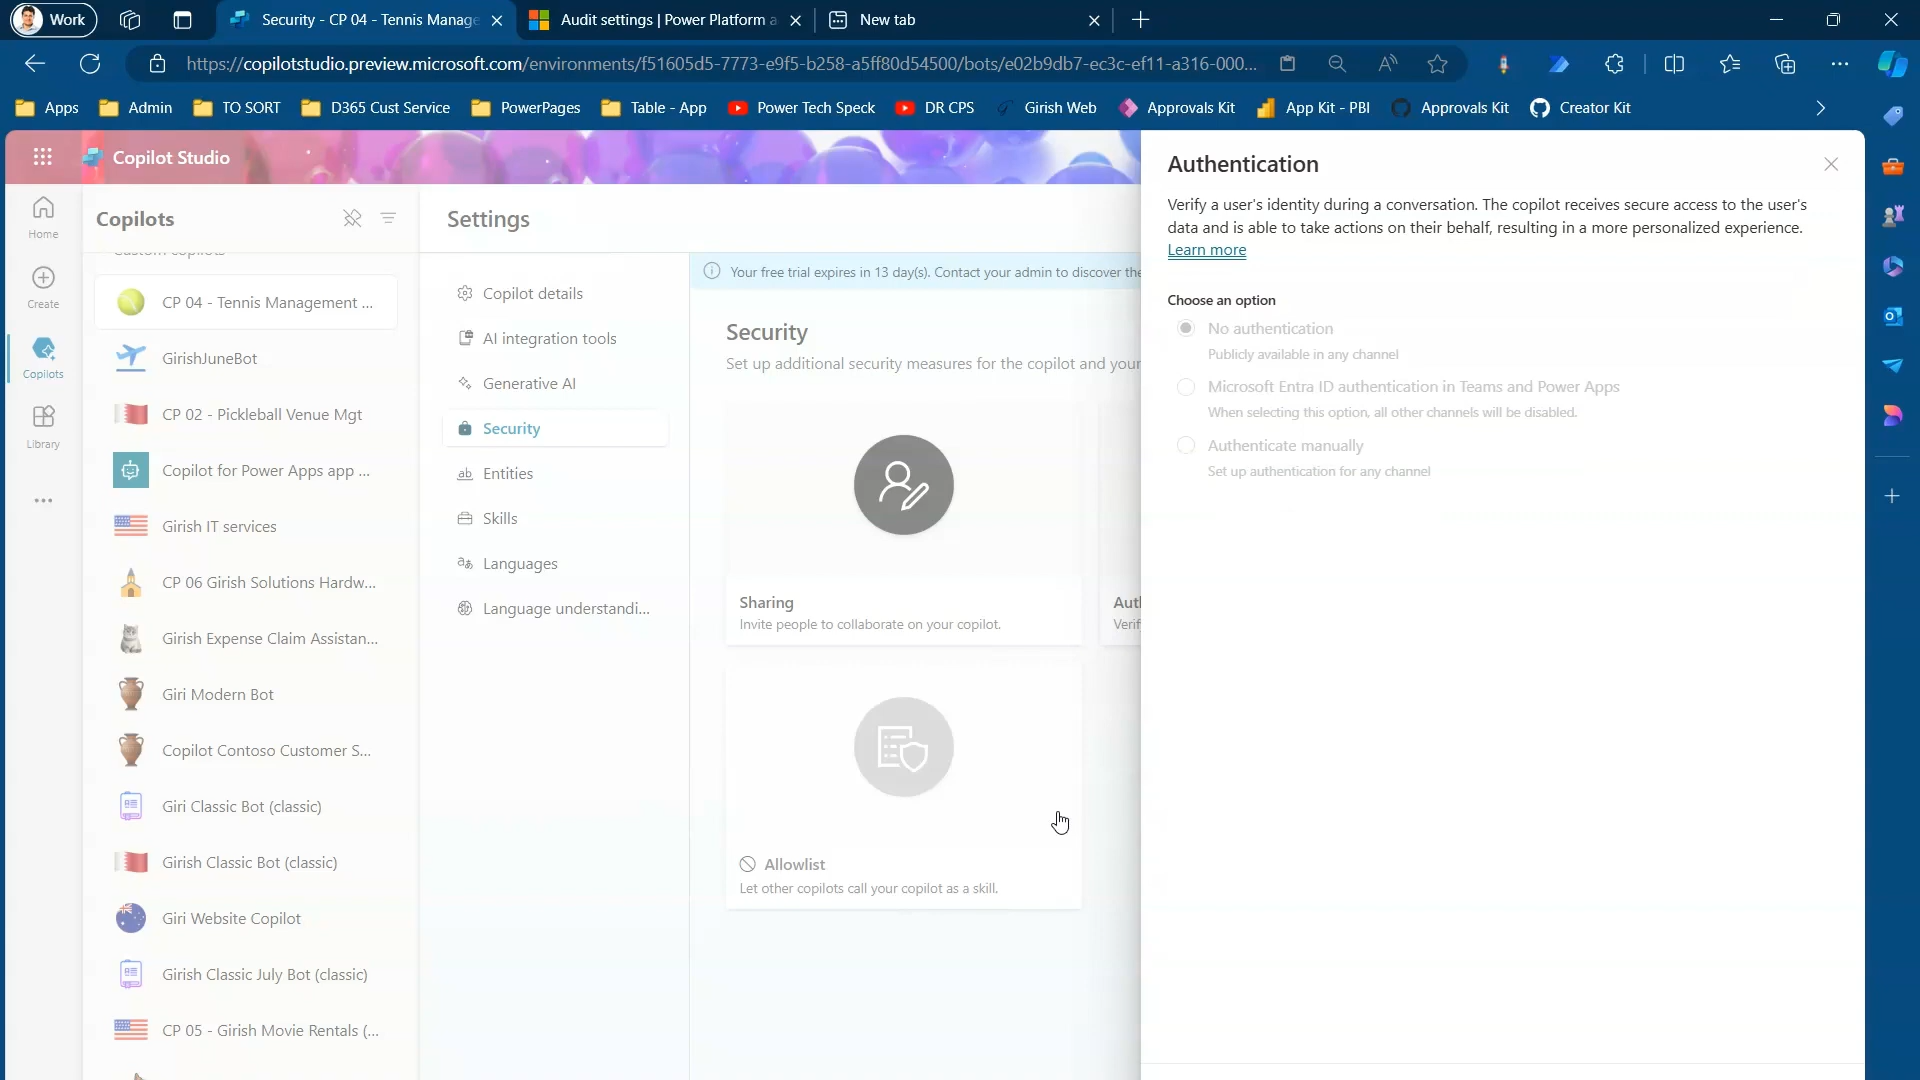 Work
Security - CP 04 - Tennis Manage
Audit settings | Power Platform a
New tab
https://copilotstudio.preview.microsoft.com/environments/f51605d5-7773-e9f5-b258-a5ff80d54500/bots/e02b9db7-ec3c-ef11-a316-000...
Apps
Admin
TO SORT
D365 Cust Service
PowerPages
Table - App
Power Tech Speck
DR CPS
Girish Web
Approvals Kit
App Kit - PBI
Approvals Kit
Creator Kit
Copilot Studio
Home
Create
Copilots
Library
Copilots
Custom copilots
CP 04 - Tennis Management ...
GirishJuneBot
CP 02 - Pickleball Venue Mgt
Copilot for Power Apps app ...
Girish IT services
CP 06 Girish Solutions Hardw...
Girish Expense Claim Assistan...
Giri Modern Bot
Copilot Contoso Customer S...
Giri Classic Bot (classic)
Girish Classic Bot (classic)
Giri Website Copilot
Girish Classic July Bot (classic)
CP 05 - Girish Movie Rentals (...
Settings
Copilot details
AI integration tools
Generative AI
Security
Entities
Skills
Languages
Language understandi...
Your free trial expires in 13 day(s). Contact your admin to discover the
Security
Set up additional security measures for the copilot and your
Sharing
Invite people to collaborate on your copilot.
Aut
Verif
Allowlist
Let other copilots call your copilot as a skill.
Authentication
Verify a user's identity during a conversation. The copilot receives secure access to the user's
data and is able to take actions on their behalf, resulting in a more personalized experience.
Learn more
Choose an option
No authentication
Publicly available in any channel
Microsoft Entra ID authentication in Teams and Power Apps
When selecting this option, all other channels will be disabled.
Authenticate manually
Set up authentication for any channel